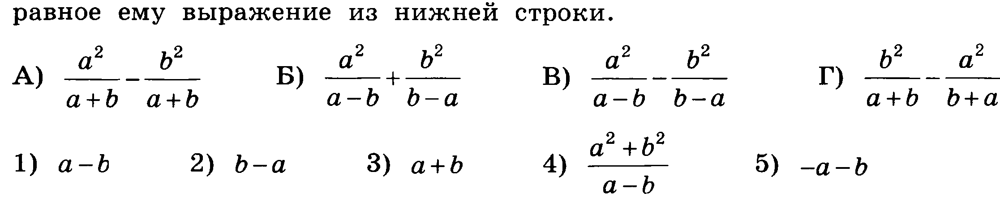 равное ему выражение из нижней строки.
А) \frac{a^2}{a+b} - \frac{b^2}{a+b} Б) \frac{a^2}{a-b} + \frac{b^2}{b-a} В) \frac{a^2}{a-b} - \frac{b^2}{b-a} Г) \frac{b^2}{a+b} - \frac{a^2}{b+a}
1) a-b 2) b-a 3) a+b 4) \frac{a^2+b^2}{a-b} 5) -a-b